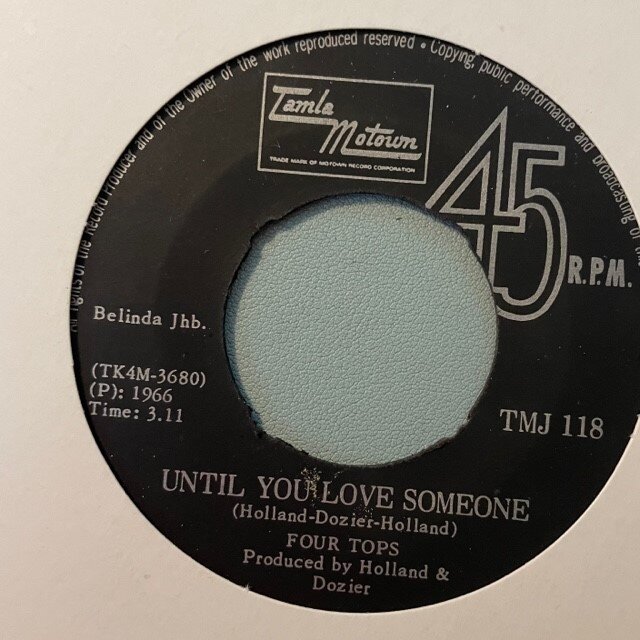 All rights of the Record Producer and of the Owner of the work reproduced reserved • Copying, public performance and broadcasting of this
Tamla
Motown
TRADE MARK OF MOTOWN RECORD CORPORATION
45
R.P.M.
Belinda Jhb.
(TK4M-3680)
(P): 1966
Time: 3.11
TMJ 118
UNTIL YOU LOVE SOMEONE
(Holland-Dozier-Holland)
FOUR TOPS
Produced by Holland &
Dozier